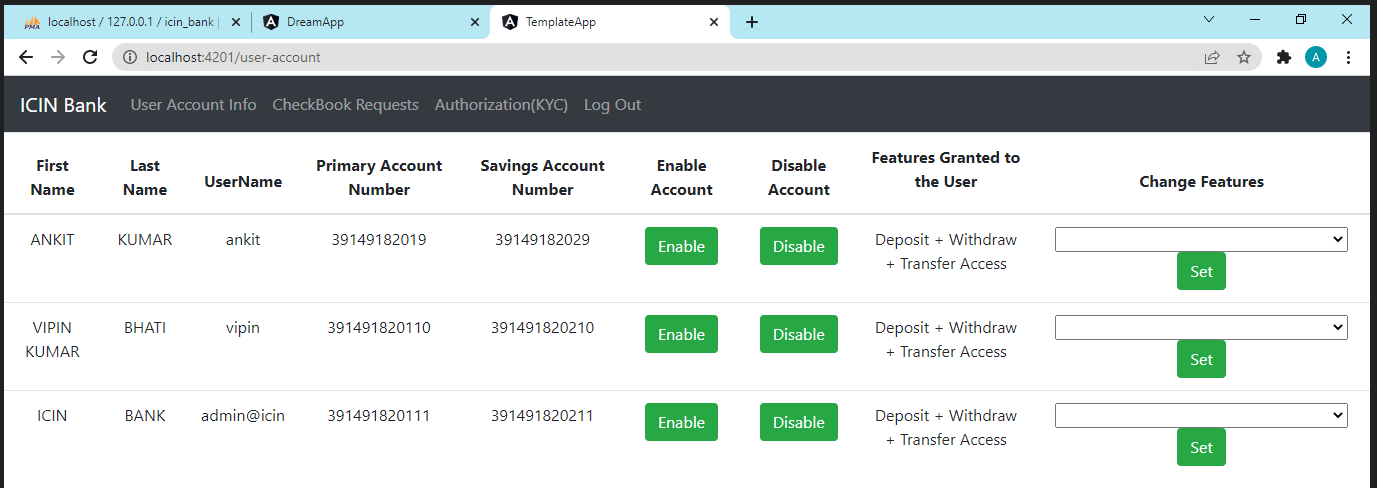 localhost / 127.0.0.1 / icin_bank |
DreamApp
TemplateApp
localhost:4201/user-account
A
ICIN Bank User Account Info CheckBook Requests Authorization(KYC) Log Out
First Name
Last Name
UserName
Primary Account Number
Savings Account Number
Enable Account
Disable Account
Features Granted to the User
Change Features
ANKIT KUMAR ankit 39149182019 39149182029 Enable Disable Deposit + Withdraw
+ Transfer Access
Set
VIPIN BHATI vipin 391491820110 391491820210 Enable Disable Deposit + Withdraw
KUMAR + Transfer Access
Set
ICIN BANK admin@icin 391491820111 391491820211 Enable Disable Deposit + Withdraw
+ Transfer Access
Set